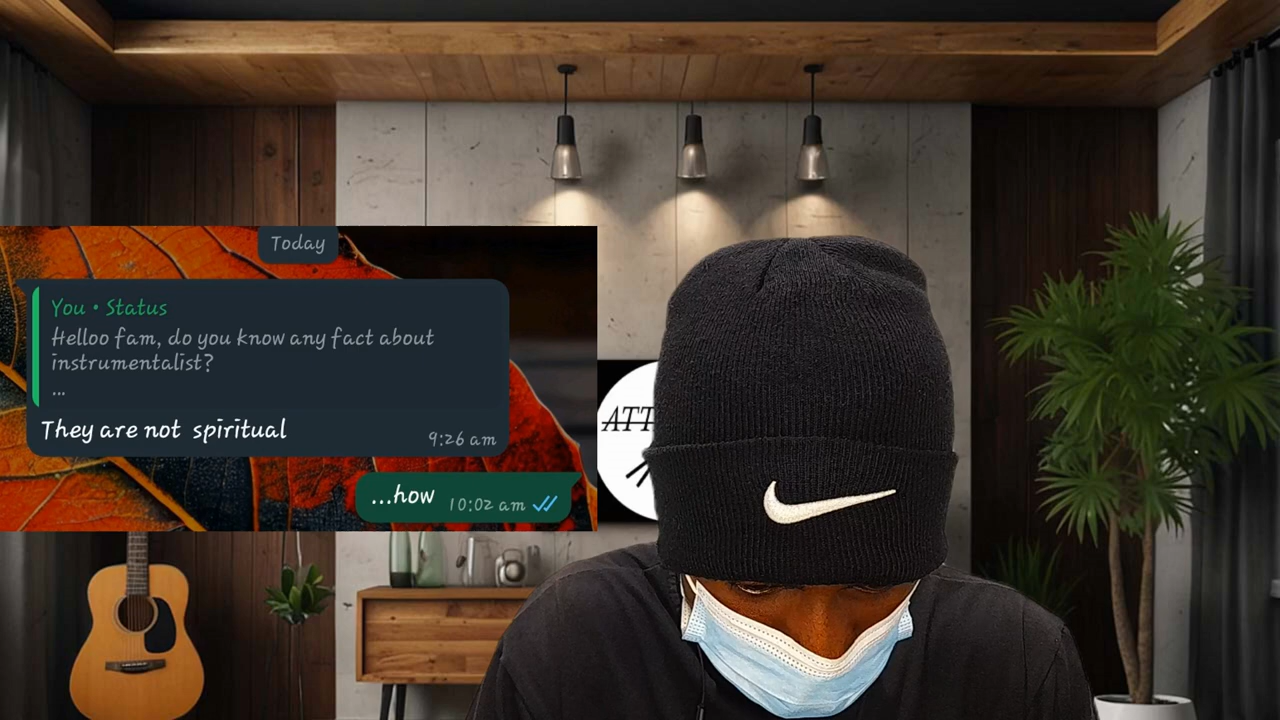 Today
You • Status
Helloo fam, do you know any fact about
instrumentalist?
...
They are not spiritual
9:26 am
...how
10:02 am
ATT